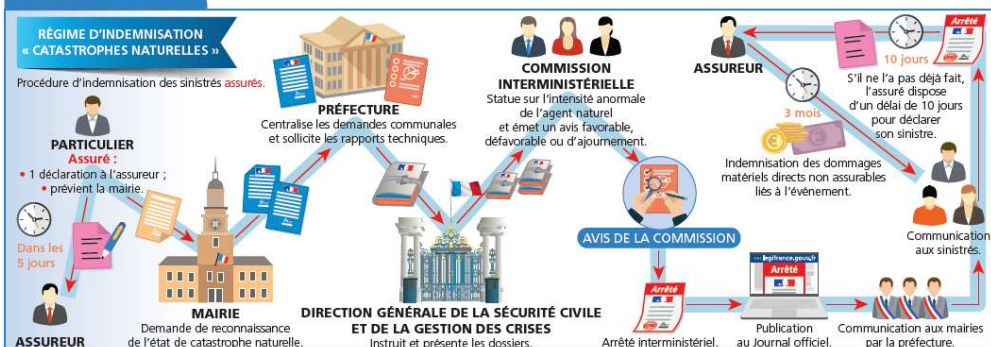 RÉGIME D'INDEMNISATION
« CATASTROPHES NATURELLES »
Procédure d'indemnisation des sinistrés assurés.
PARTICULIER
Assuré :
• 1 déclaration à l'assureur ;
• prévient la mairie.
Dans les
5 jours
ASSUREUR
MAIRIE
Demande de reconnaissance
de l'état de catastrophe naturelle.
PRÉFECTURE
Centralise les demandes communales
et sollicite les rapports techniques.
DIRECTION GÉNÉRALE DE LA SÉCURITÉ CIVILE
ET DE LA GESTION DES CRISES
Instruit et présente les dossiers.
COMMISSION
INTERMINISTÉRIELLE
Statue sur l'intensité anormale
de l'agent naturel
et émet un avis favorable,
défavorable ou d'ajournement.
AVIS DE LA COMMISSION
Arrêté
Arrêté interministériel.
legifrance.gouv.fr
Arrêté
Publication
au Journal officiel.
Communication aux mairies
par la préfecture.
Communication
aux sinistrés.
Arrêté
10 jours
S'il ne l'a pas déjà fait,
l'assuré dispose
d'un délai de 10 jours
pour déclarer
son sinistre.
ASSUREUR
3 mois
Indemnisation des dommages
matériels directs non assurables
liés à l'événement.